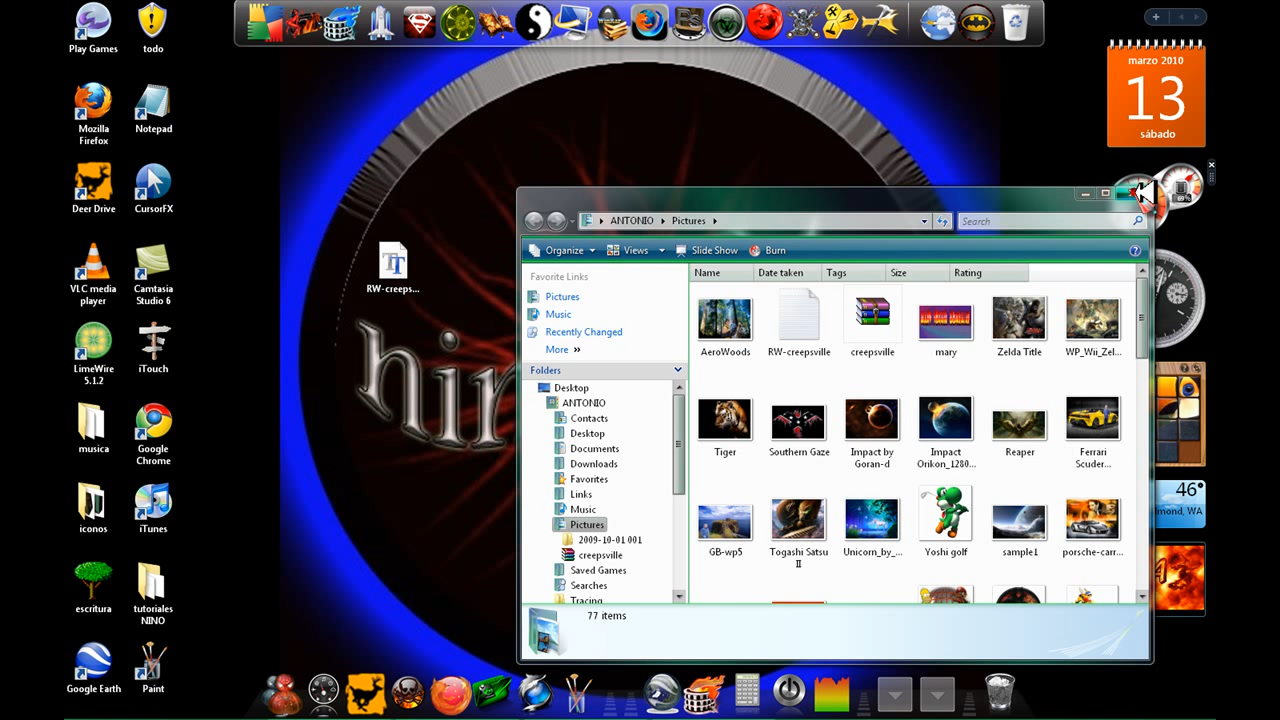 Play Games
todo
Mozilla
Firefox
Notepad
Deer Drive
CursorFX
VLC media
player
Camtasia
Studio 6
LimeWire
5.1.2
iTouch
musica
Google
Chrome
iconos
iTunes
escritura
tutoriales
NINO
Google Earth
Paint
RW-creeps...
hin
marzo 2010
13
sábado
69%
46°
mond, WA
ANTONIO
Pictures
Search
Organize
Views
Slide Show
Burn
Favorite Links
Pictures
Music
Recently Changed
More »
Folders
Desktop
ANTONIO
Contacts
Desktop
Documents
Downloads
Favorites
Links
Music
Pictures
2009-10-01 001
creepsville
Saved Games
Searches
Tracing
Name
Date taken
Tags
Size
Rating
AeroWoods
RW-creepsville
creepsville
mary
Zelda Title
WP_Wii_Zel...
Tiger
Southern Gaze
Impact by
Goran-d
Impact
Orikon_1280...
Reaper
Ferrari
Scuder...
GB-wp5
Togashi Satsu
II
Unicorn_by_...
Yoshi golf
sample1
porsche-carr...
77 items